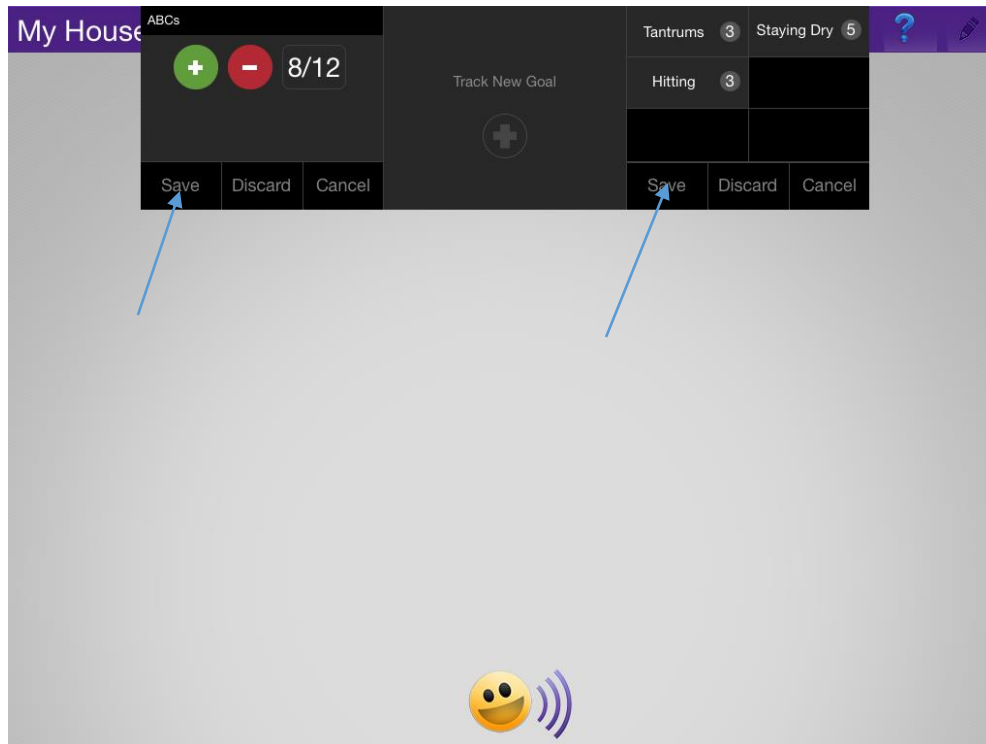 My House
ABCs
+ - 8/12
Save Discard Cancel
Track New Goal
Tantrums 3 Staying Dry 5
Hitting 3
Save Discard Cancel
?